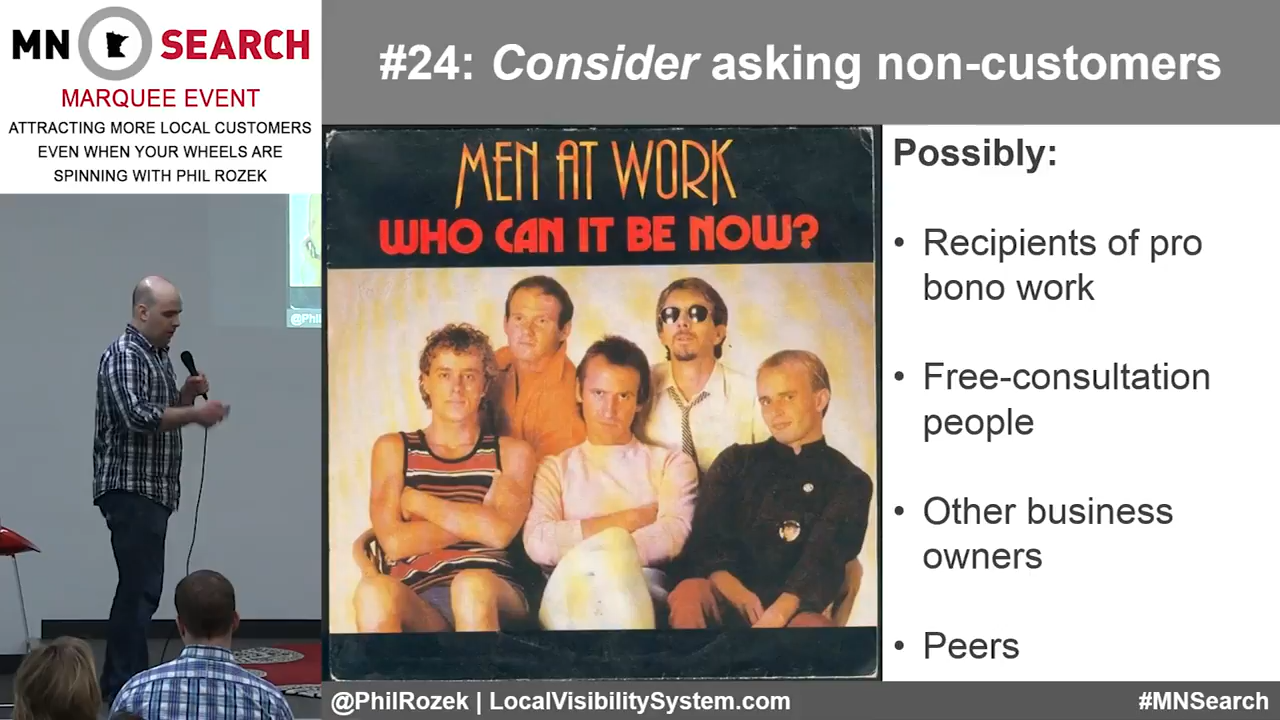 MN SEARCH
MARQUEE EVENT
ATTRACTING MORE LOCAL CUSTOMERS
EVEN WHEN YOUR WHEELS ARE
SPINNING WITH PHIL ROZEK
#24: Consider asking non-customers
MEN AT WORK
WHO CAN IT BE NOW?
Possibly:
• Recipients of pro
bono work
• Free-consultation
people
• Other business
owners
• Peers
@Phil
@PhilRozek | LocalVisibilitySystem.com
#MNSearch